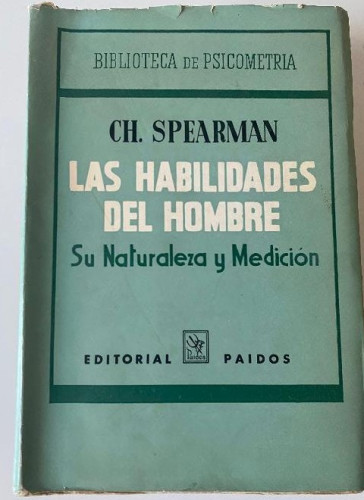 BIBLIOTECA DE PSICOMETRIA
CH. SPEARMAN
LAS HABILIDADES
DEL HOMBRE
Su Naturaleza y Medición
EDITORIAL PAIDOS